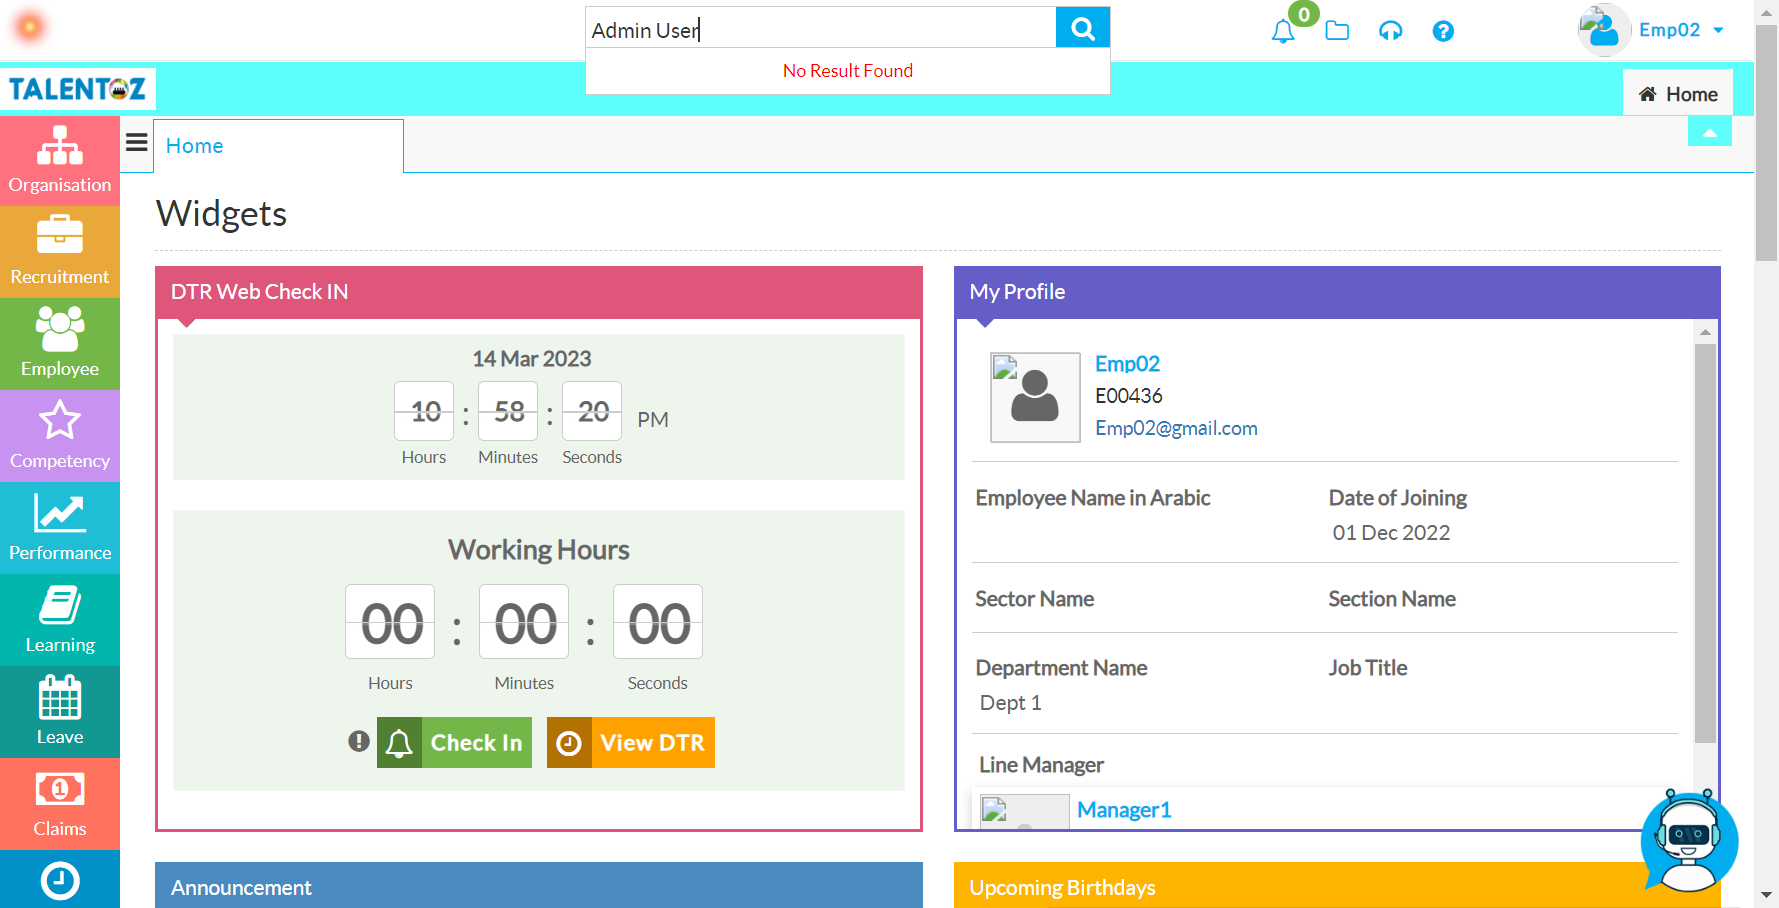 Admin User
0
Emp02
No Result Found
TALENTOZ
Home
Home
Organisation
Recruitment
Employee
Competency
Performance
Learning
Leave
Claims
Widgets
DTR Web Check IN
14 Mar 2023
10 : 58 : 20 PM
Hours Minutes Seconds
Working Hours
00 : 00 : 00
Hours Minutes Seconds
Check In
View DTR
My Profile
Emp02
E00436
Emp02@gmail.com
Employee Name in Arabic
Date of Joining
01 Dec 2022
Sector Name
Section Name
Department Name
Job Title
Dept 1
Line Manager
Manager1
Announcement
Upcoming Birthdays